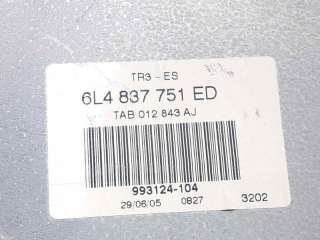 TR3 - ES
6L4 837 751 ED
TAB 012 843 AJ
993124-104
29/06/05 0827 3202